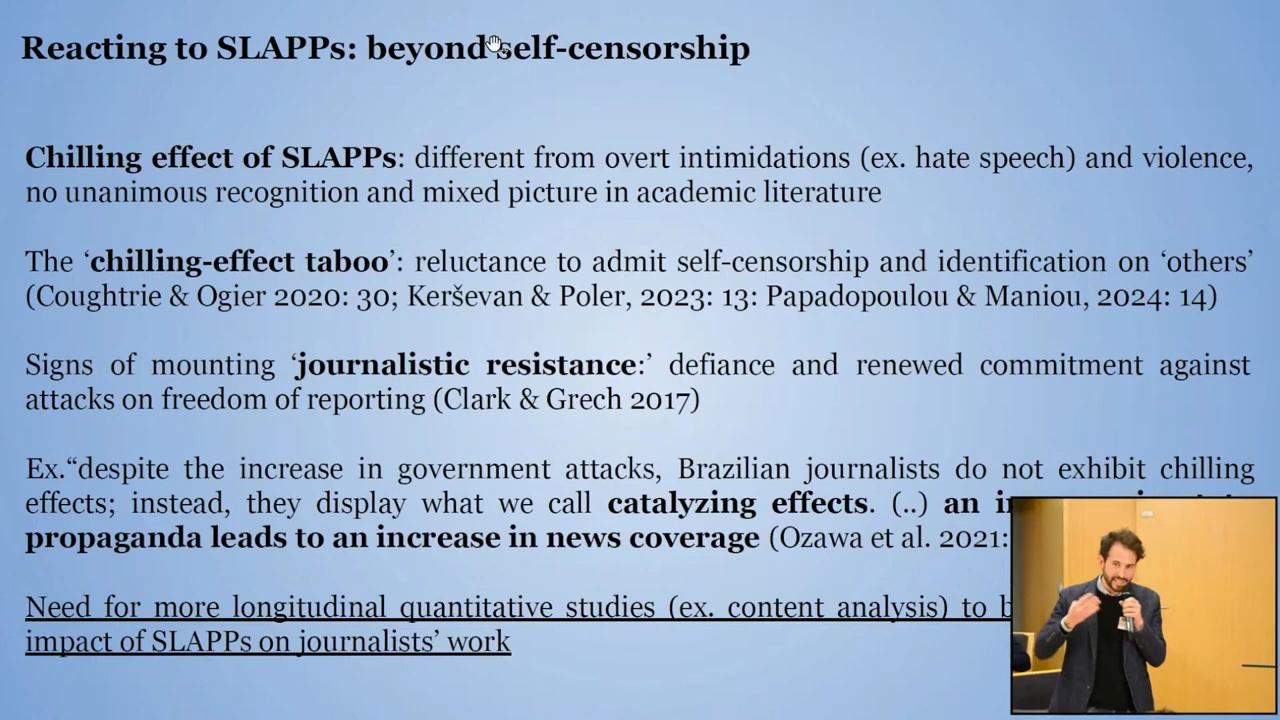 Reacting to SLAPPs: beyond self-censorship
Chilling effect of SLAPPs: different from overt intimidations (ex. hate speech) and violence,
no unanimous recognition and mixed picture in academic literature
The ‘chilling-effect taboo’: reluctance to admit self-censorship and identification on ‘others’
(Coughtrie & Ogier 2020: 30; Kerševan & Poler, 2023: 13: Papadopoulou & Maniou, 2024: 14)
Signs of mounting ‘journalistic resistance:’ defiance and renewed commitment against
attacks on freedom of reporting (Clark & Grech 2017)
Ex.“despite the increase in government attacks, Brazilian journalists do not exhibit chilling
effects; instead, they display what we call catalyzing effects. (..) an
propaganda leads to an increase in news coverage (Ozawa et al. 2021:
Need for more longitudinal quantitative studies (ex. content analysis) to
impact of SLAPPs on journalists’ work